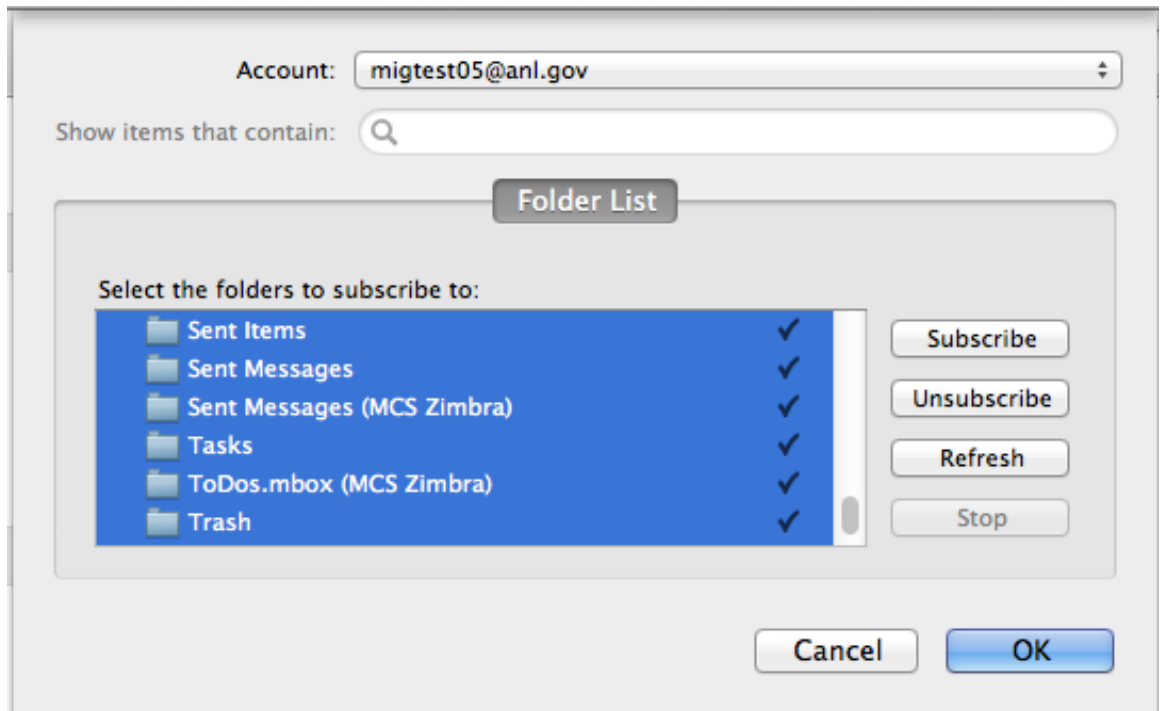 Account: migtest05@anl.gov
Show items that contain:
Folder List
Select the folders to subscribe to:
Sent Items
Sent Messages
Sent Messages (MCS Zimbra)
Tasks
ToDos.mbox (MCS Zimbra)
Trash
Subscribe
Unsubscribe
Refresh
Stop
Cancel OK